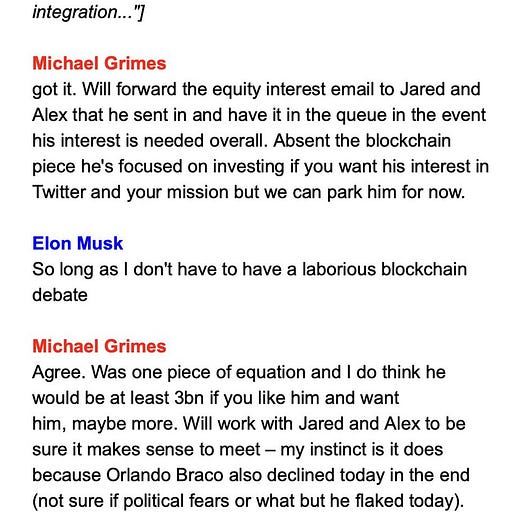 integration..."]
Michael Grimes
got it. Will forward the equity interest email to Jared and
Alex that he sent in and have it in the queue in the event
his interest is needed overall. Absent the blockchain
piece he's focused on investing if you want his interest in
Twitter and your mission but we can park him for now.
Elon Musk
So long as I don't have to have a laborious blockchain
debate
Michael Grimes
Agree. Was one piece of equation and I do think he
would be at least 3bn if you like him and want
him, maybe more. Will work with Jared and Alex to be
sure it makes sense to meet – my instinct is it does
because Orlando Braco also declined today in the end
(not sure if political fears or what but he flaked today).